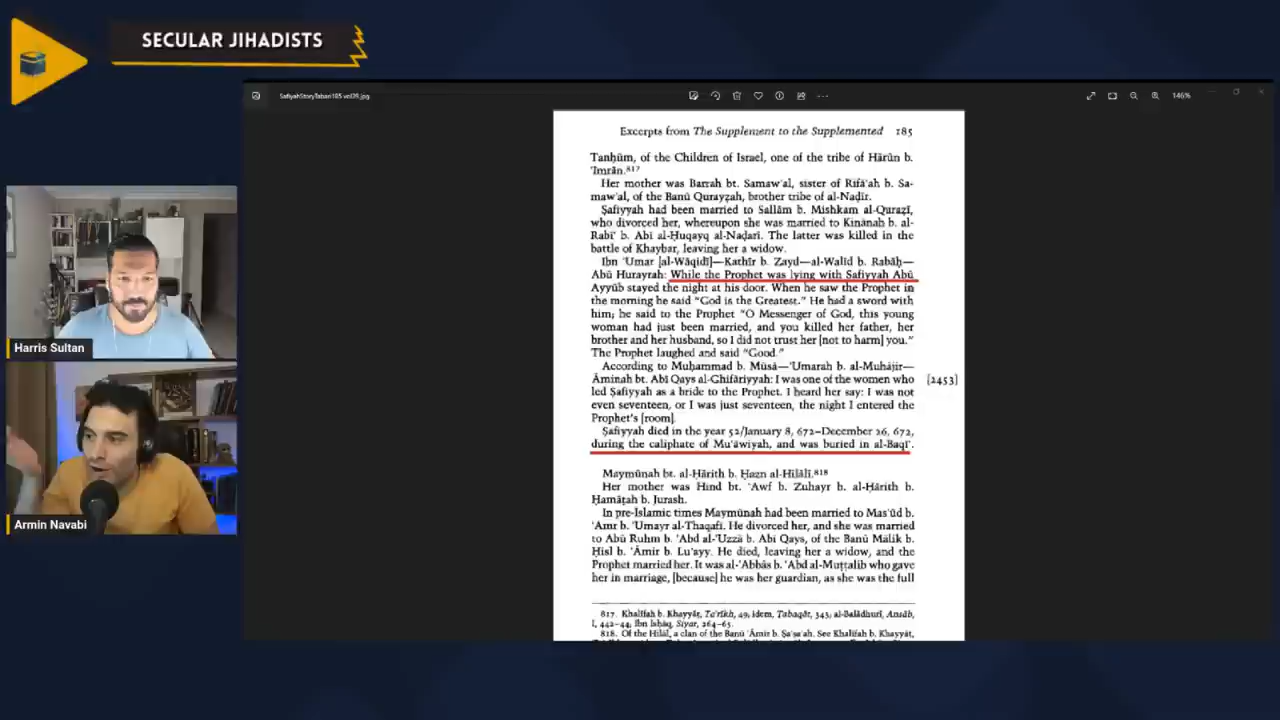 SECULAR JIHADISTS
SafiyahStoryTabari185 vol39.jpg
146%
Harris Sultan
Armin Navabi
Excerpts from The Supplement to the Supplemented 185
Tanḥūm, of the Children of Israel, one of the tribe of Hārūn b.
ʿImrān.817
Her mother was Barrah bt. Samawʾal, sister of Rifāʿah b. Sa-
mawʾal, of the Banū Qurayẓah, brother tribe of al-Naḍīr.
Ṣafiyyah had been married to Sallām b. Mishkam al-Quraẓī,
who divorced her, whereupon she was married to Kinānah b. al-
Rabīʿ b. Abī al-Ḥuqayq al-Naḍarī. The latter was killed in the
battle of Khaybar, leaving her a widow.
Ibn ʿUmar [al-Wāqidī]—Kathīr b. Zayd—al-Walīd b. Rabāḥ—
Abū Hurayrah: While the Prophet was lying with Safiyyah Abū
Ayyūb stayed the night at his door. When he saw the Prophet in
the morning he said "God is the Greatest." He had a sword with
him; he said to the Prophet "O Messenger of God, this young
woman had just been married, and you killed her father, her
brother and her husband, so I did not trust her [not to harm] you."
The Prophet laughed and said "Good."
According to Muḥammad b. Mūsā—ʿUmarah b. al-Muhājir—
Āminah bt. Abī Qays al-Ghifāriyyah: I was one of the women who
led Ṣafiyyah as a bride to the Prophet. I heard her say: I was not
even seventeen, or I was just seventeen, the night I entered the
Prophet's [room].
[2453]
Ṣafiyyah died in the year 52/January 8, 672–December 26, 672,
during the caliphate of Muʿāwiyah, and was buried in al-Baqīʿ.
Maymūnah bt. al-Ḥārith b. Ḥazn al-Hilālī.818
Her mother was Hind bt. ʿAwf b. Zuhayr b. al-Ḥārith b.
Ḥamāṭah b. Jurash.
In pre-Islamic times Maymūnah had been married to Masʿūd b.
ʿAmr b. ʿUmayr al-Thaqafī. He divorced her, and she was married
to Abū Ruhm b. ʿAbd al-ʿUzzā b. Abī Qays, of the Banū Mālik b.
Ḥisl b. ʿĀmir b. Luʾayy. He died, leaving her a widow, and the
Prophet married her. It was al-ʿAbbās b. ʿAbd al-Muṭṭalib who gave
her in marriage, [because] he was her guardian, as she was the full
817. Khalīfah b. Khayyāṭ, Taʾrīkh, 49; idem, Ṭabaqāt, 343; al-Balādhurī, Ansāb,
I, 442–44; Ibn Isḥāq, Siyar, 264–65.
818. Of the Hilāl, a clan of the Banū ʿĀmir b. Ṣaʿṣaʿah. See Khalīfah b. Khayyāṭ,